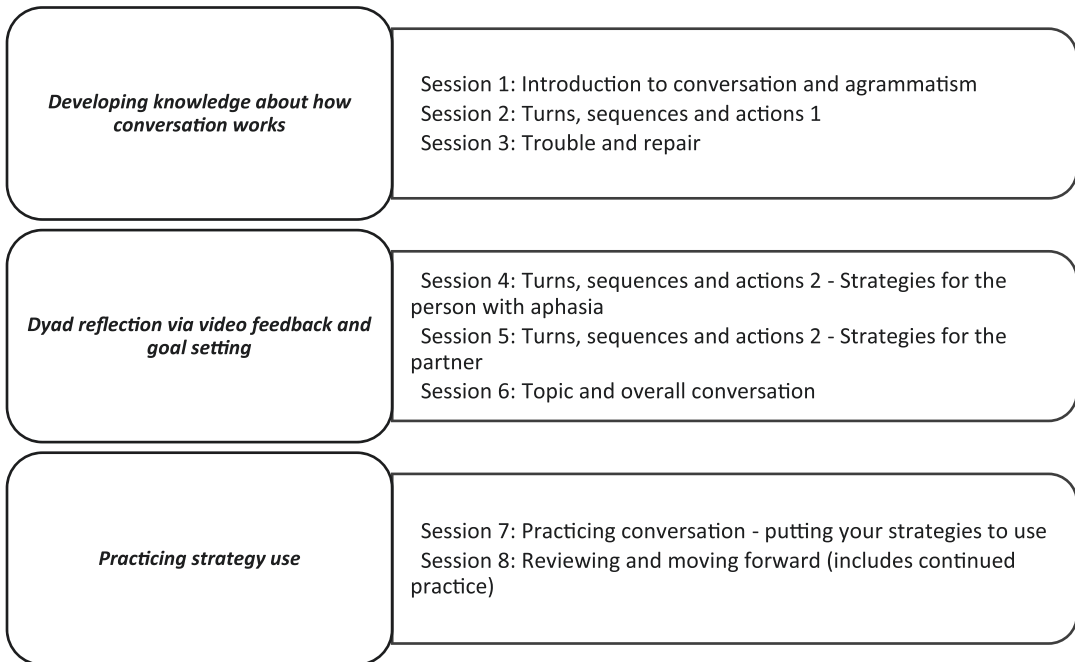 Developing knowledge about how
conversation works
Session 1: Introduction to conversation and agrammatism
Session 2: Turns, sequences and actions 1
Session 3: Trouble and repair
Dyad reflection via video feedback and
goal setting
Session 4: Turns, sequences and actions 2 - Strategies for the
person with aphasia
Session 5: Turns, sequences and actions 2 - Strategies for the
partner
Session 6: Topic and overall conversation
Practicing strategy use
Session 7: Practicing conversation - putting your strategies to use
Session 8: Reviewing and moving forward (includes continued
practice)